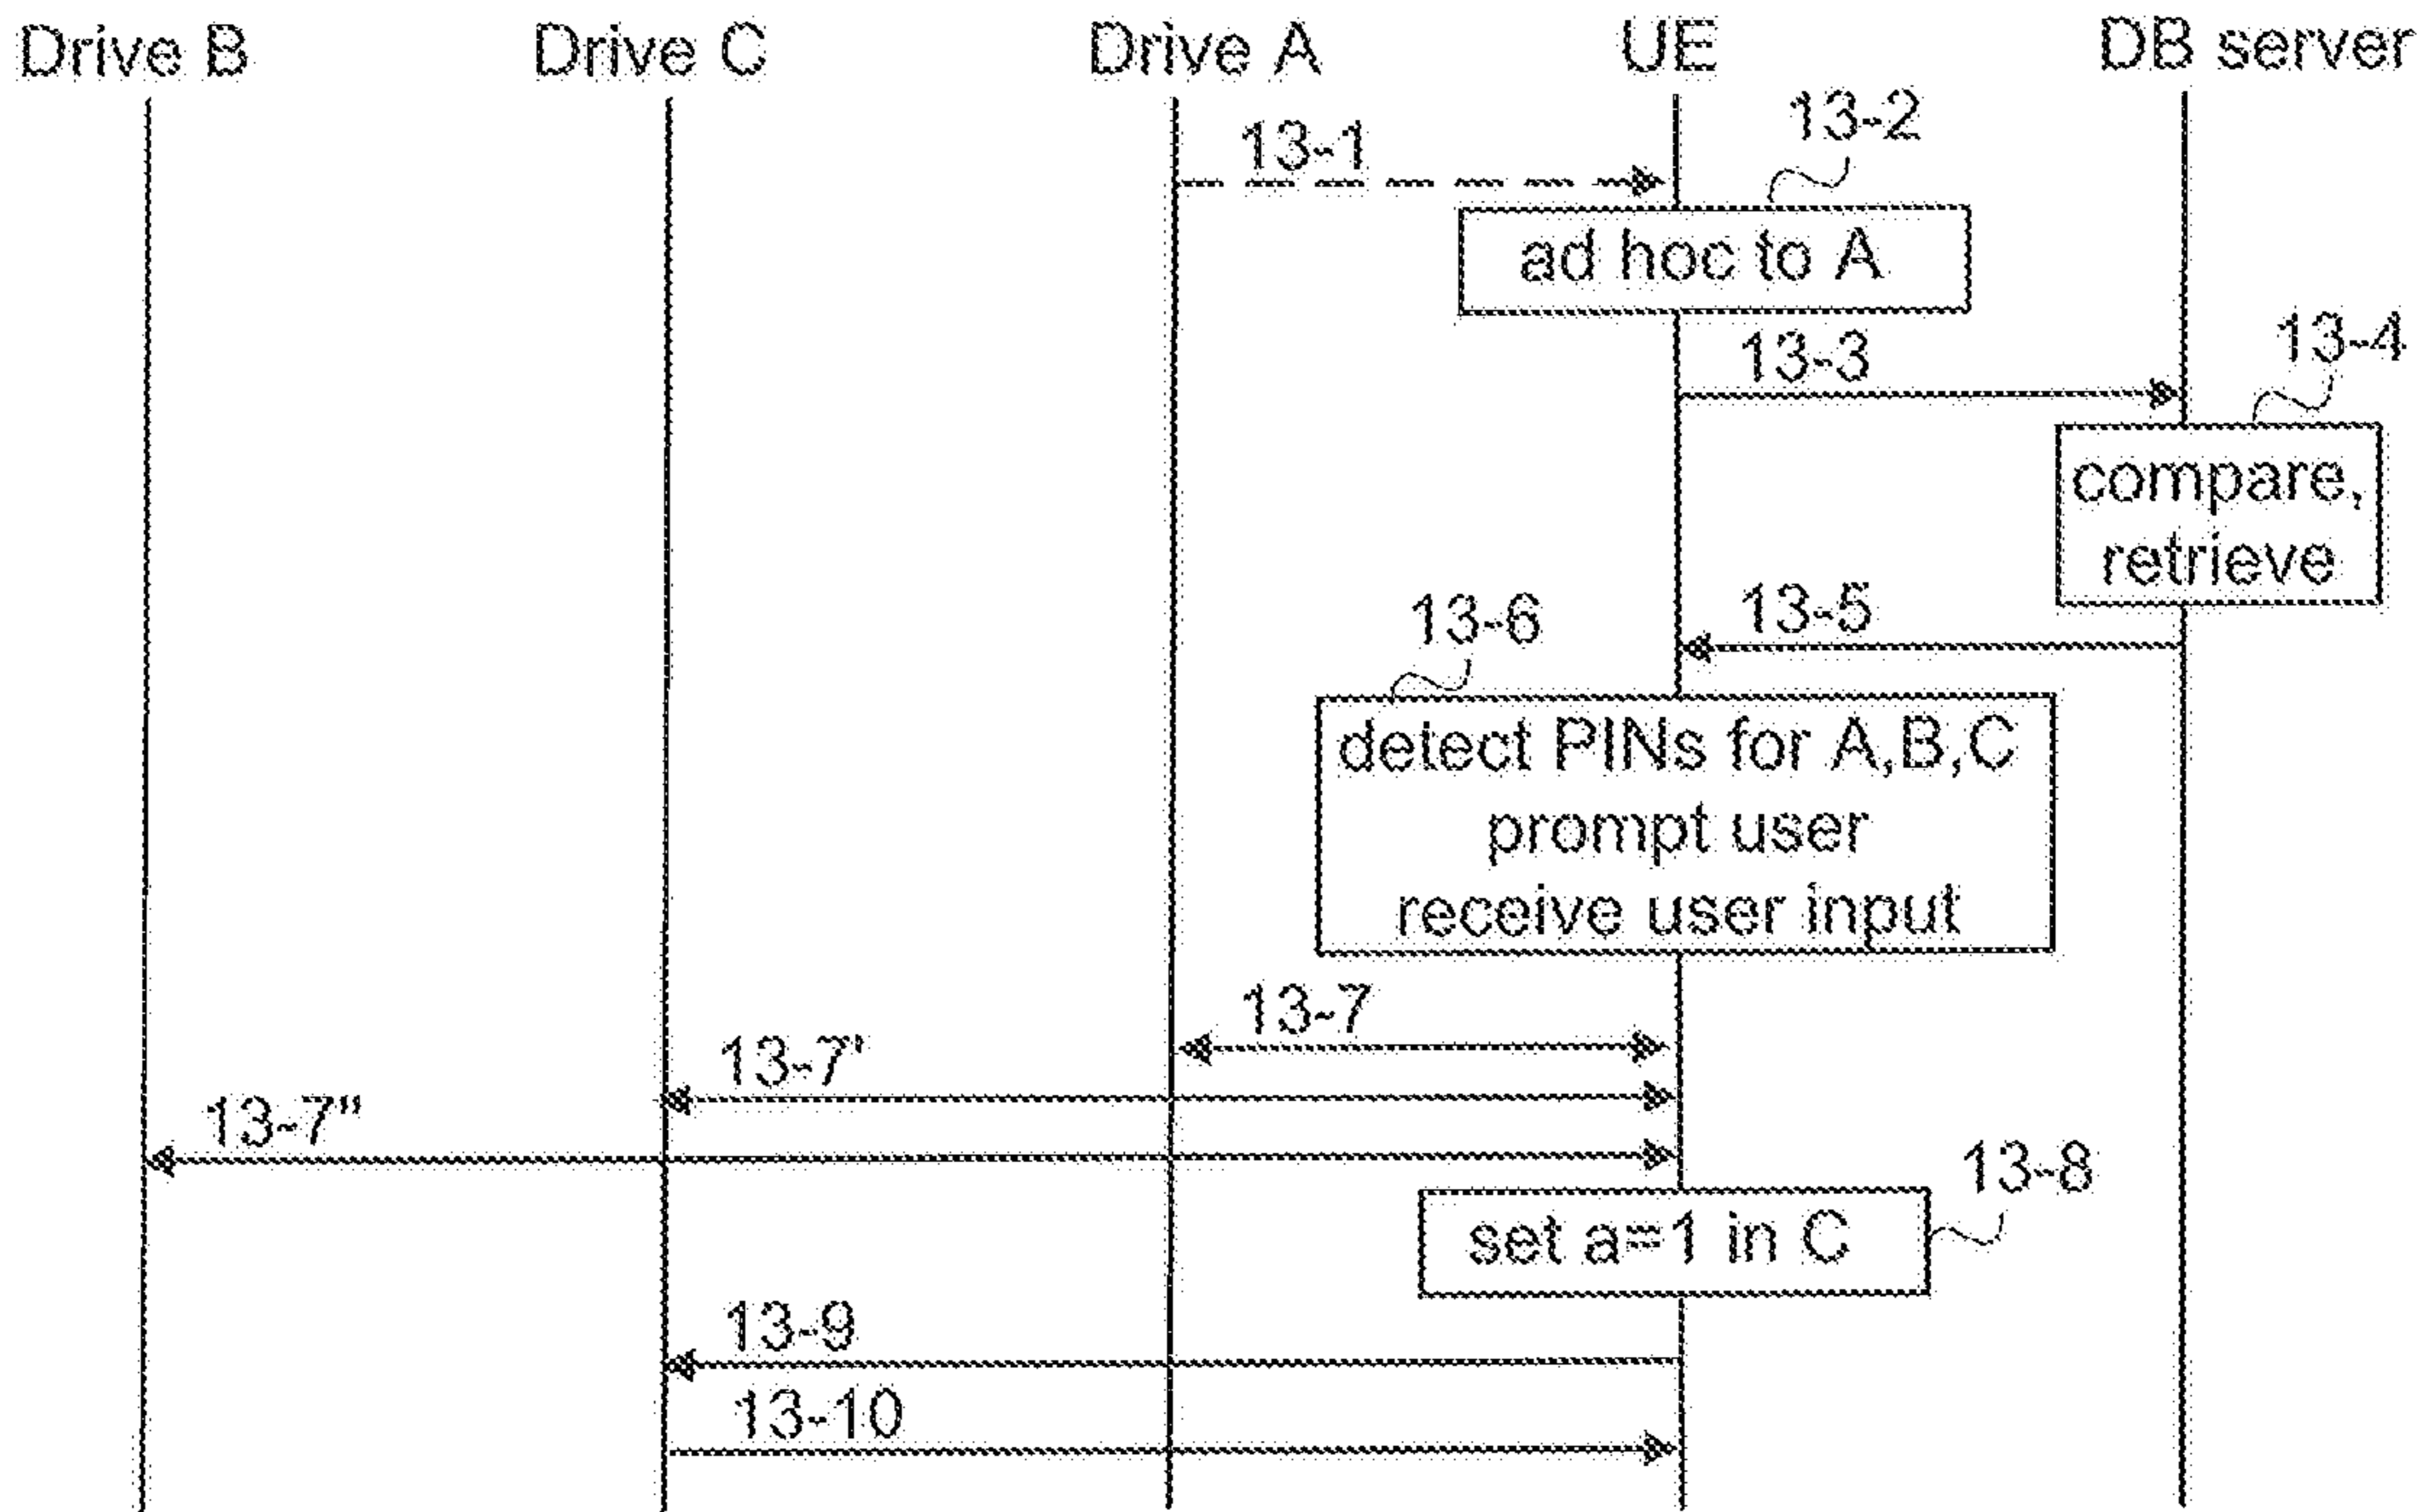 Drive B
Drive C
Drive A
UE
DB server
13-1
13-2
ad hoc to A
13-3
13-4
compare,
retrieve
13-5
13-6
detect PINs for A,B,C
prompt user
receive user input
13-7
13-7'
13-7"
13-8
set a=1 in C
13-9
13-10